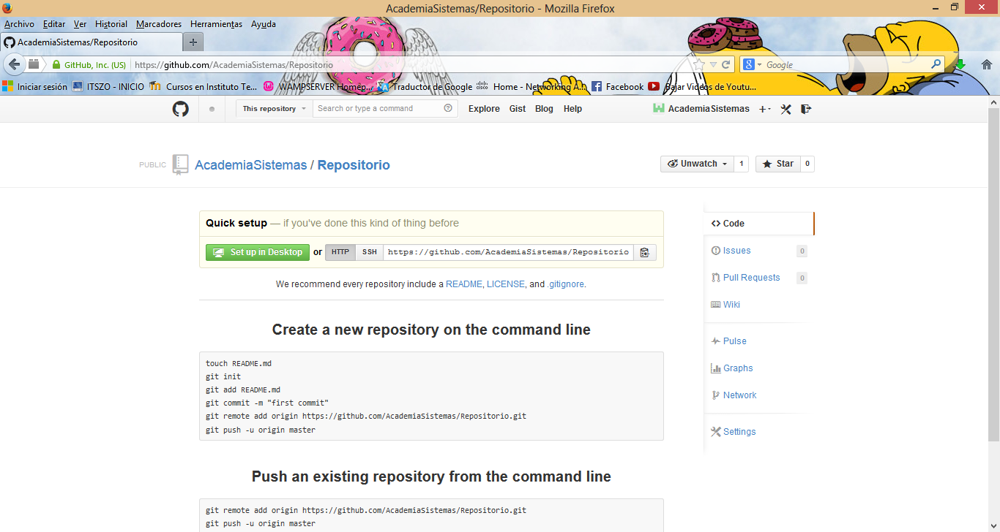 AcademiaSistemas/Repositorio - Mozilla Firefox
Archivo Editar Ver Historial Marcadores Herramientas Ayuda
AcademiaSistemas/Repositorio
GitHub, Inc. (US) https://github.com/AcademiaSistemas/Repositorio Google
Iniciar sesión ITSZO - INICIO Cursos en Instituto Te... WAMPSERVER Homep... Traductor de Google Home - Networking A... Facebook Bajar Videos de Youtu...
This repository Search or type a command Explore Gist Blog Help AcademiaSistemas
PUBLIC AcademiaSistemas / Repositorio Unwatch 1 Star 0
Quick setup — if you've done this kind of thing before
Set up in Desktop or HTTP SSH https://github.com/AcademiaSistemas/Repositorio
We recommend every repository include a README, LICENSE, and .gitignore.
Create a new repository on the command line
touch README.md
git init
git add README.md
git commit -m "first commit"
git remote add origin https://github.com/AcademiaSistemas/Repositorio.git
git push -u origin master
Push an existing repository from the command line
git remote add origin https://github.com/AcademiaSistemas/Repositorio.git
git push -u origin master
Code
Issues 0
Pull Requests 0
Wiki
Pulse
Graphs
Network
Settings